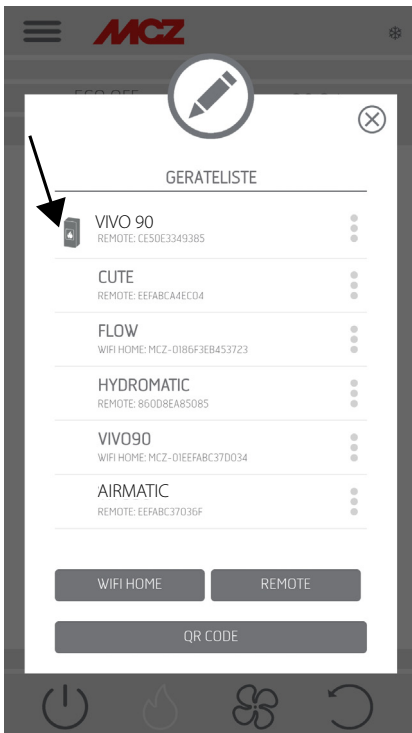 MCZ
GERATELISTE
VIVO 90
REMOTE: CE50E3349385
CUTE
REMOTE: EEFABCA4EC04
FLOW
WIFI HOME: MCZ-0186F3EB453723
HYDROMATIC
REMOTE: 860D8EA85085
VIVO90
WIFI HOME: MCZ-01EEFABC37D034
AIRMATIC
REMOTE: EEFABC37036F
WIFI HOME
REMOTE
QR CODE